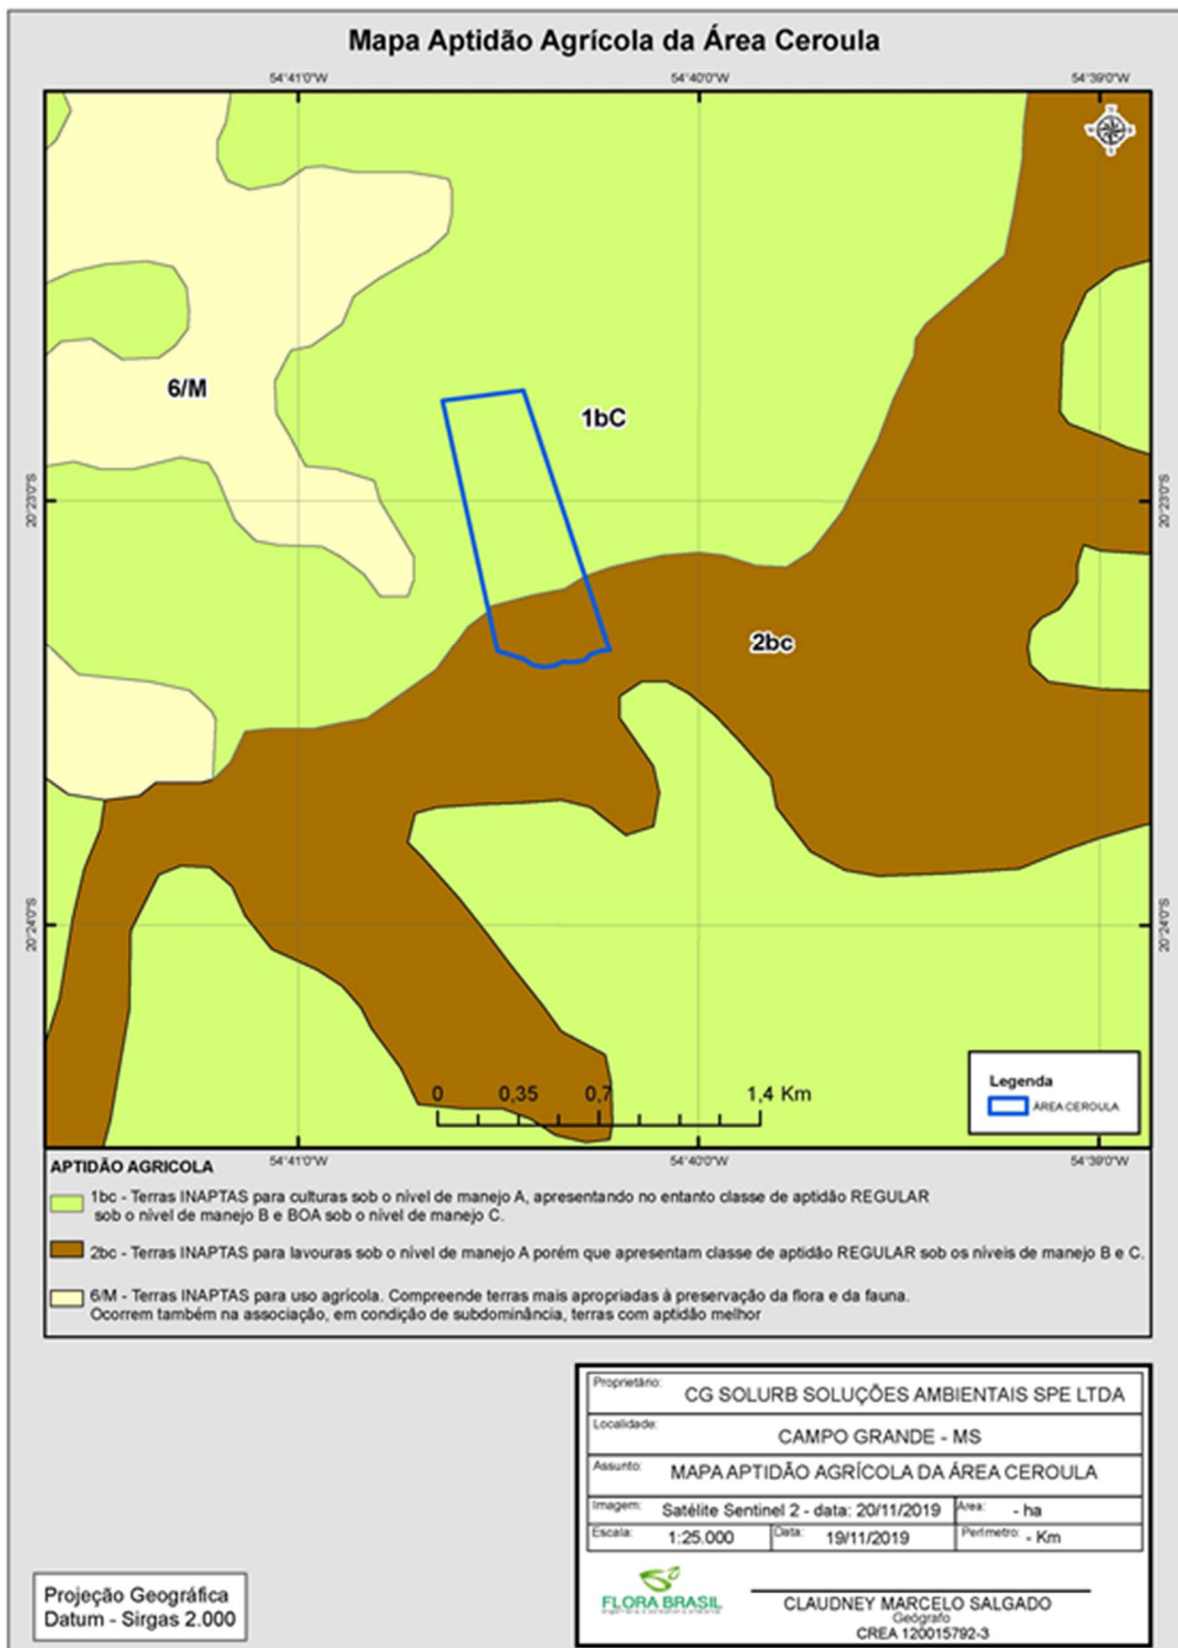 Mapa Aptidão Agrícola da Área Ceroula
54°41'0"W
54°40'0"W
54°39'0"W
6/M
1bC
20°23'0"S
20°23'0"S
2bc
20°24'0"S
20°24'0"S
0 0,35 0,7 1,4 Km
Legenda
ÁREA CEROULA
54°41'0"W
54°40'0"W
54°39'0"W
APTIDÃO AGRICOLA
1bc - Terras INAPTAS para culturas sob o nível de manejo A, apresentando no entanto classe de aptidão REGULAR
sob o nível de manejo B e BOA sob o nível de manejo C.
2bc - Terras INAPTAS para lavouras sob o nível de manejo A porém que apresentam classe de aptidão REGULAR sob os níveis de manejo B e C.
6/M - Terras INAPTAS para uso agrícola. Compreende terras mais apropriadas à preservação da flora e da fauna.
Ocorrem também na associação, em condição de subdominância, terras com aptidão melhor
Proprietário: CG SOLURB SOLUÇÕES AMBIENTAIS SPE LTDA
Localidade: CAMPO GRANDE - MS
Assunto: MAPA APTIDÃO AGRÍCOLA DA ÁREA CEROULA
Imagem: Satélite Sentinel 2 - data: 20/11/2019 Área: - ha
Escala: 1:25.000 Data: 19/11/2019 Perímetro: - Km
FLORA BRASIL
CLAUDNEY MARCELO SALGADO
Geógrafo
CREA 120015792-3
Projeção Geográfica
Datum - Sirgas 2.000